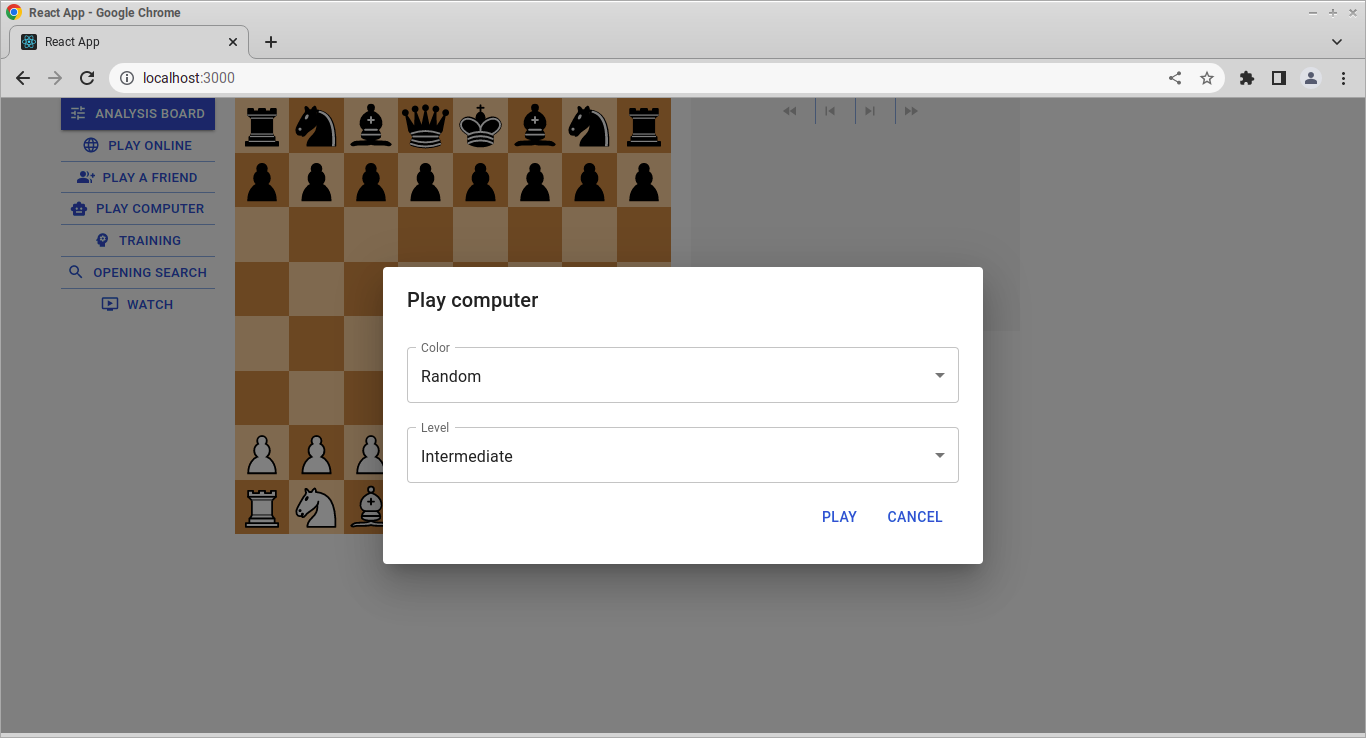 React App - Google Chrome
React App
localhost:3000
ANALYSIS BOARD
PLAY ONLINE
PLAY A FRIEND
PLAY COMPUTER
TRAINING
OPENING SEARCH
WATCH
Play computer
Color
Random
Level
Intermediate
PLAY CANCEL